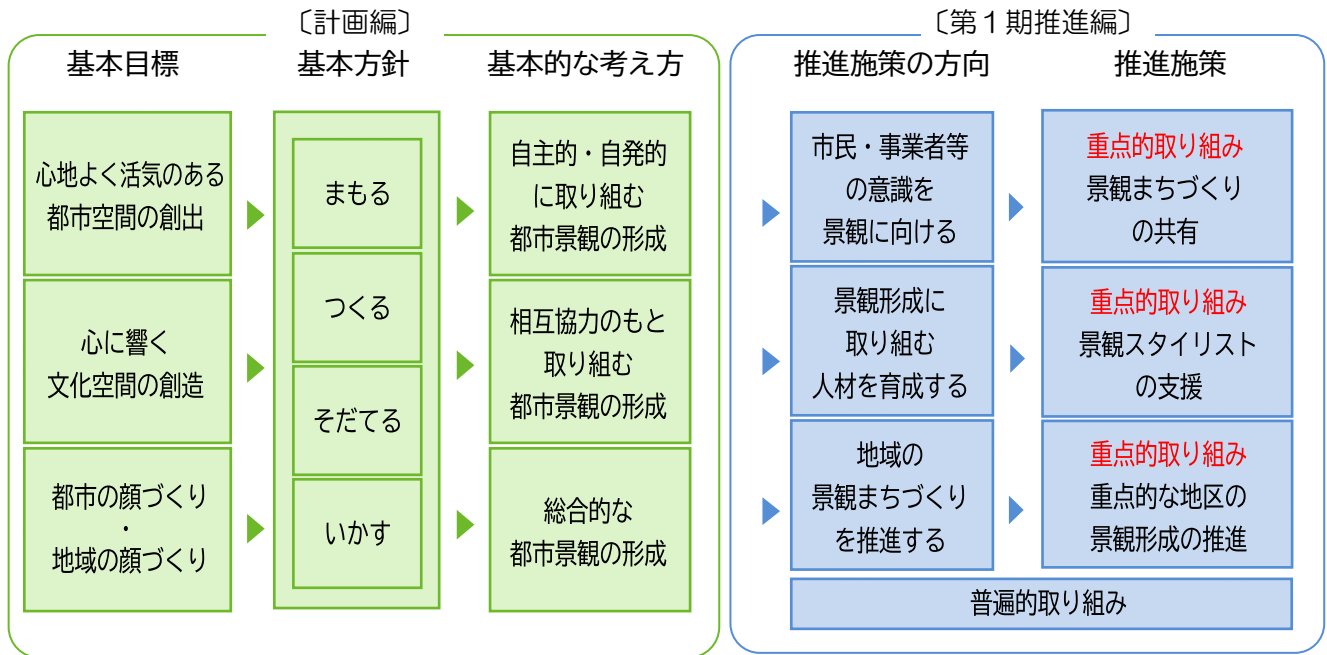 〔計画編〕
基本目標
基本方針
基本的な考え方
心地よく活気のある
都市空間の創出
心に響く
文化空間の創造
都市の顔づくり
・
地域の顔づくり
まもる
つくる
そだてる
いかす
自主的・自発的
に取り組む
都市景観の形成
相互協力のもと
取り組む
都市景観の形成
総合的な
都市景観の形成
〔第1期推進編〕
推進施策の方向
推進施策
市民・事業者等
の意識を
景観に向ける
重点的取り組み
景観まちづくり
の共有
景観形成に
取り組む
人材を育成する
重点的取り組み
景観スタイリスト
の支援
地域の
景観まちづくり
を推進する
重点的取り組み
重点的な地区の
景観形成の推進
普遍的取り組み